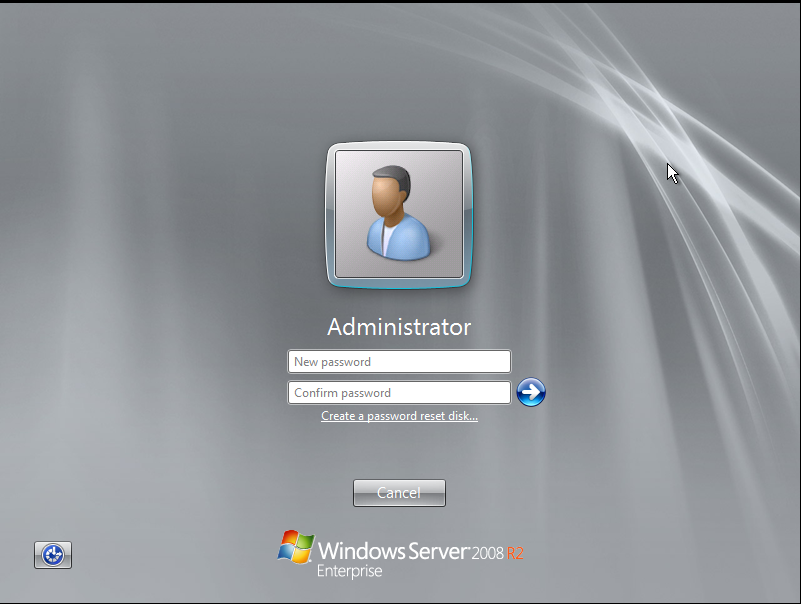 Administrator
New password
Confirm password
Create a password reset disk...
Cancel
Windows Server 2008 R2
Enterprise